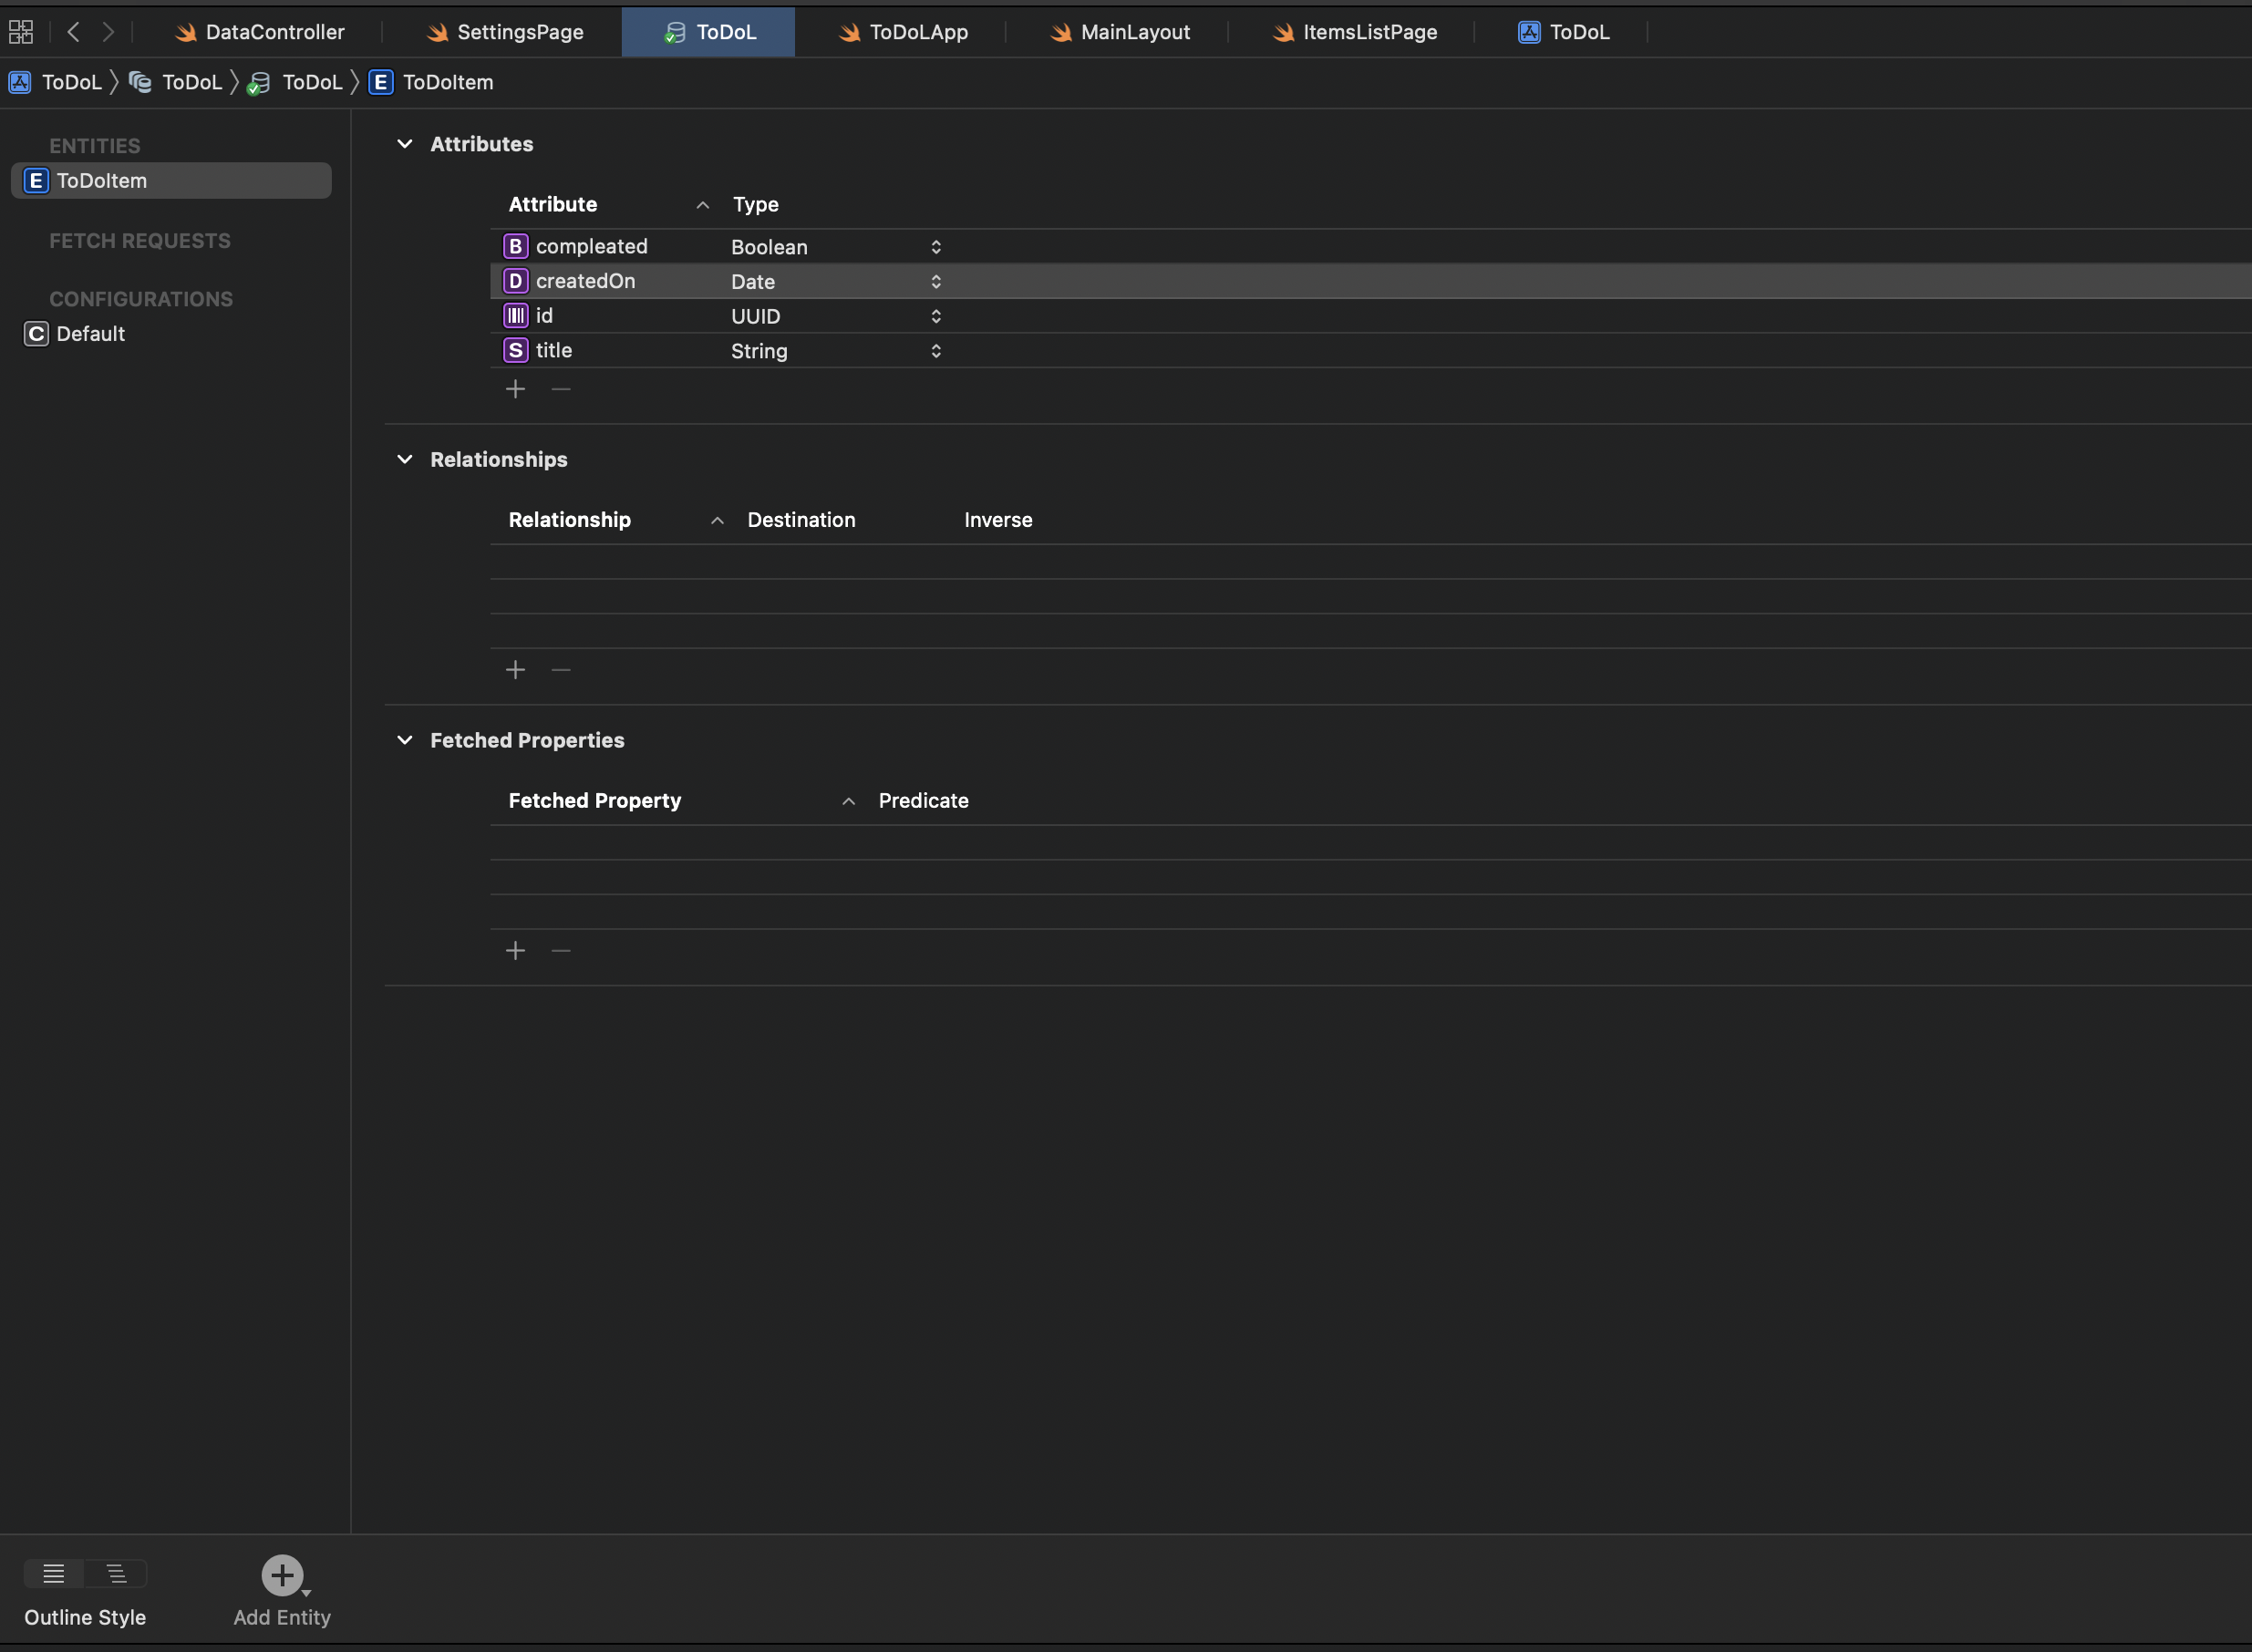 DataController SettingsPage ToDoL ToDoLApp MainLayout ItemsListPage ToDoL
ToDoL ToDoL ToDoL E ToDoItem
ENTITIES
E ToDoItem
FETCH REQUESTS
CONFIGURATIONS
C Default
Attributes
Attribute Type
B compleated Boolean
D createdOn Date
id UUID
S title String
Relationships
Relationship Destination Inverse
Fetched Properties
Fetched Property Predicate
Outline Style Add Entity